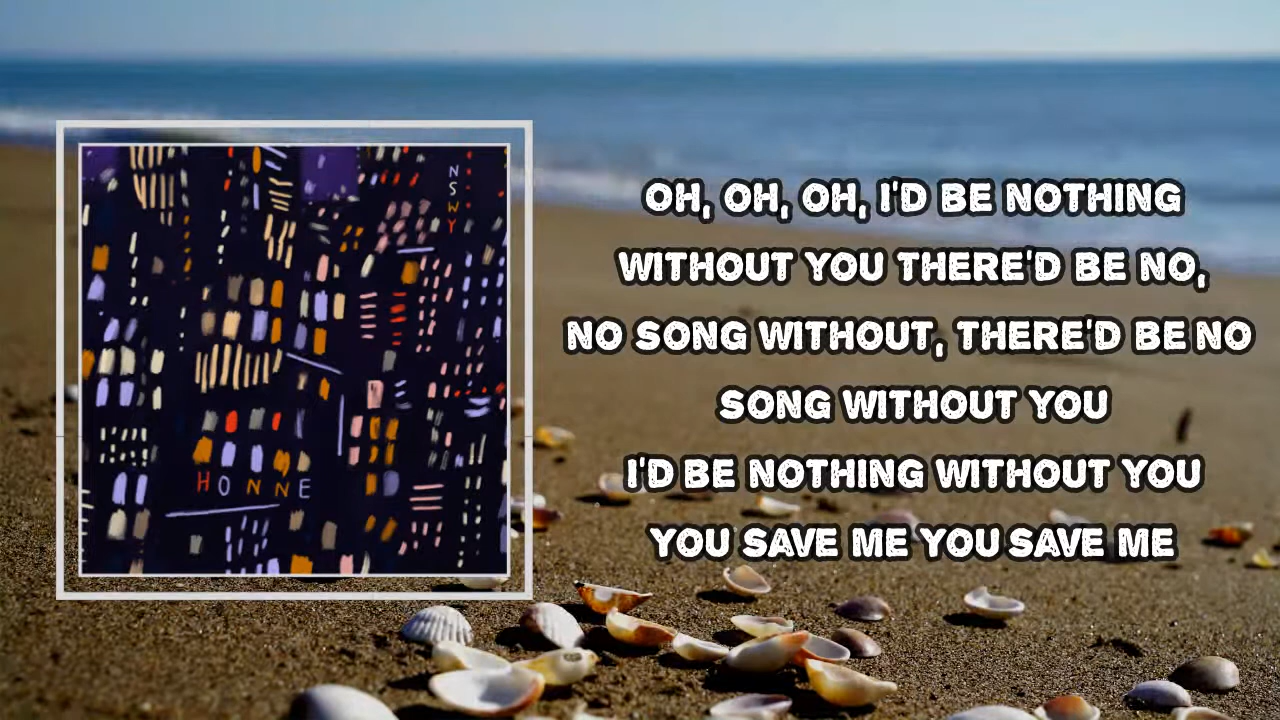 NSWY
HONNE
OH, OH, OH, I'D BE NOTHING
WITHOUT YOU THERE'D BE NO,
NO SONG WITHOUT, THERE'D BE NO
SONG WITHOUT YOU
I'D BE NOTHING WITHOUT YOU
YOU SAVE ME YOU SAVE ME